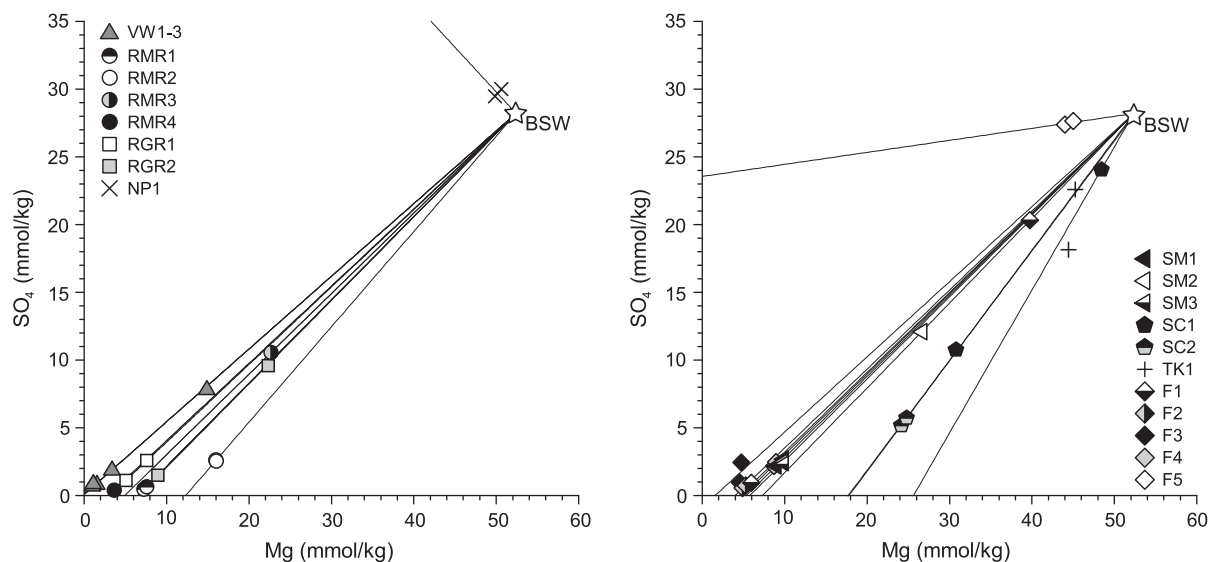 35
30
25
20
15
10
5
0
SO4 (mmol/kg)
VW1-3
RMR1
RMR2
RMR3
RMR4
RGR1
RGR2
NP1
BSW
0 10 20 30 40 50 60
Mg (mmol/kg)
35
30
25
20
15
10
5
0
SO4 (mmol/kg)
BSW
SM1
SM2
SM3
SC1
SC2
TK1
F1
F2
F3
F4
F5
0 10 20 30 40 50 60
Mg (mmol/kg)